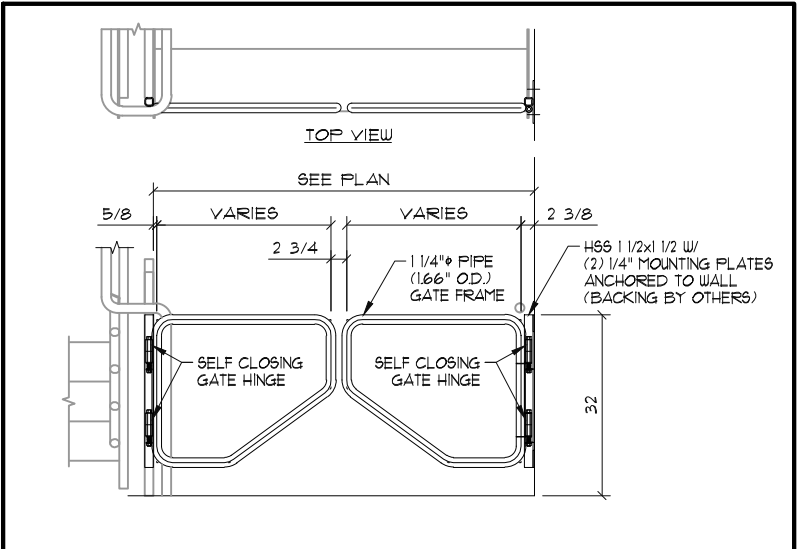 TOP VIEW
SEE PLAN
5/8
VARIES
VARIES
2 3/8
2 3/4
1 1/4"ϕ PIPE
(1.66" O.D.)
GATE FRAME
HSS 1 1/2x1 1/2 W/
(2) 1/4" MOUNTING PLATES
ANCHORED TO WALL
(BACKING BY OTHERS)
SELF CLOSING
GATE HINGE
SELF CLOSING
GATE HINGE
32